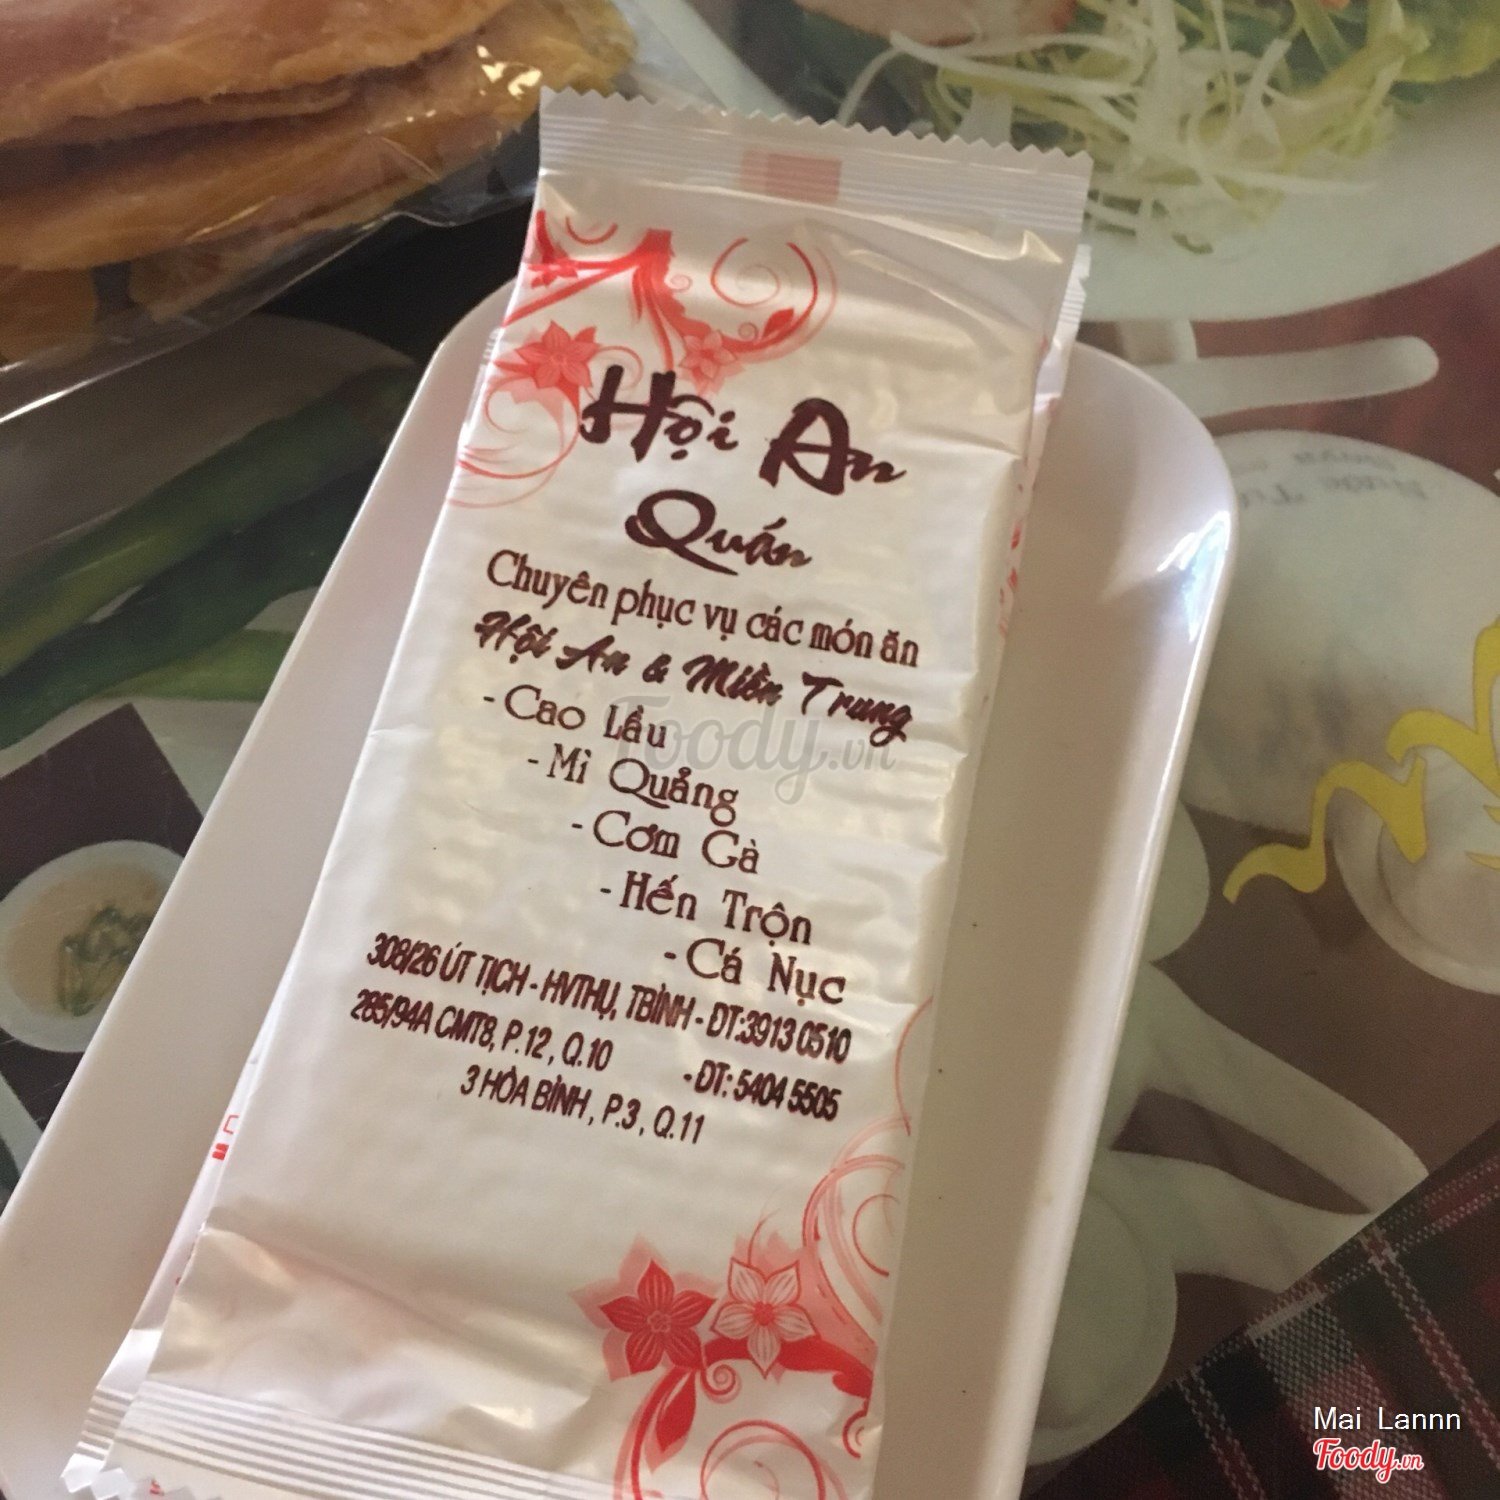 Hội An
Quán
Chuyên phục vụ các món ăn
Hội An & Miền Trung
- Cao Lầu
- Mì Quảng
- Cơm Gà
- Hến Trộn
- Cá Nục
308/26 ÚT TỊCH - HVTHỤ, TBÌNH - ĐT:3913 0510
285/94A CMT8, P.12, Q.10 - ĐT: 5404 5505
3 HÒA BÌNH, P.3, Q.11
Foody.vn
Mai Lannn
Foody.vn